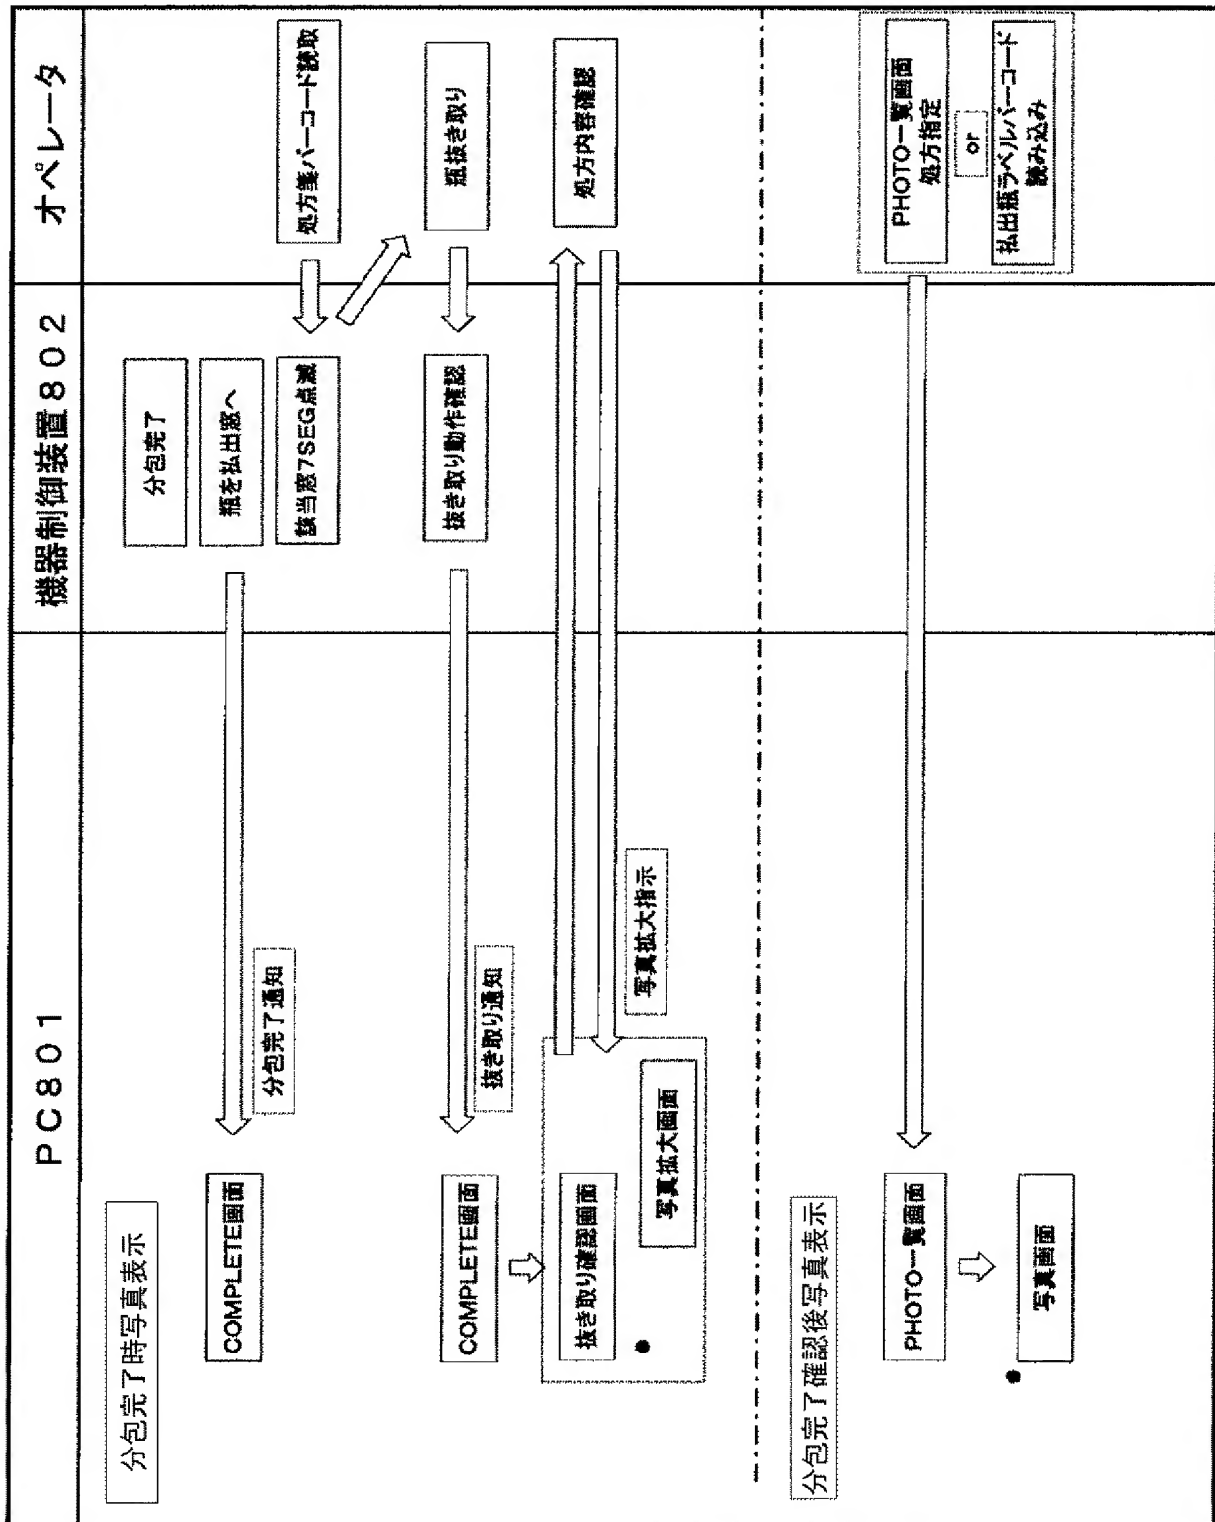 PC801
機器制御装置802
オペレータ
分包完了時写真表示
分包完了
COMPLETE画面
分包完了通知
瓶を払出窓へ
該当窓7SEG点滅
処方箋バーコード読取
COMPLETE画面
抜き取り通知
抜き取り動作確認
瓶抜き取り
抜き取り確認画面
処方内容確認
写真拡大画面
写真拡大指示
分包完了確認後写真表示
PHOTO一覧画面
PHOTO一覧画面
処方指定
or
払出瓶ラベルバーコード
読み込み
写真画面